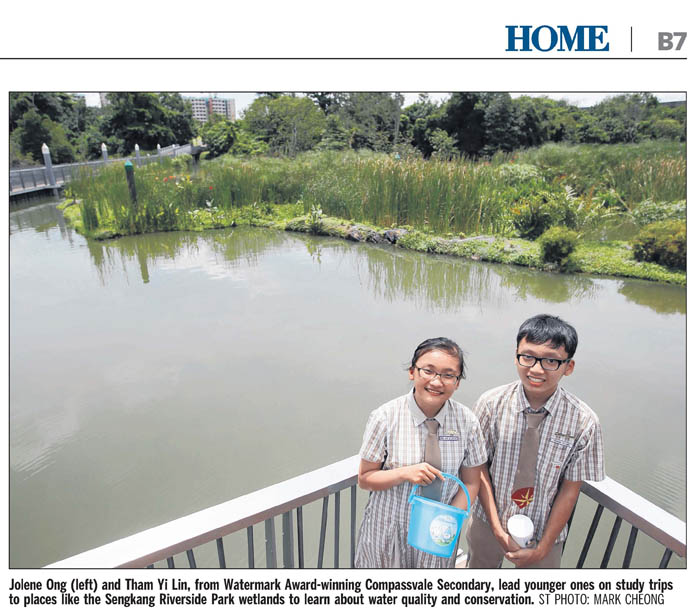 HOME | B7
Jolene Ong (left) and Tham Yi Lin, from Watermark Award-winning Compassvale Secondary, lead younger ones on study trips
to places like the Sengkang Riverside Park wetlands to learn about water quality and conservation. ST PHOTO: MARK CHEONG